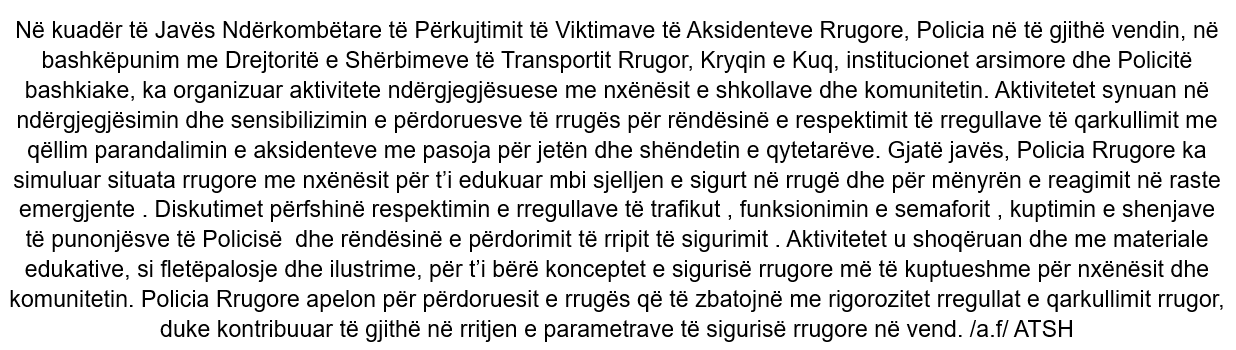 Në kuadër të Javës Ndërkombëtare të Përkujtimit të Viktimave të Aksidenteve Rrugore, Policia në të gjithë vendin, në
bashkëpunim me Drejtoritë e Shërbimeve të Transportit Rrugor, Kryqin e Kuq, institucionet arsimore dhe Policitë
bashkiake, ka organizuar aktivitete ndërgjegjësuese me nxënësit e shkollave dhe komunitetin. Aktivitetet synuan në
ndërgjegjësimin dhe sensibilizimin e përdoruesve të rrugës për rëndësinë e respektimit të rregullave të qarkullimit me
qëllim parandalimin e aksidenteve me pasoja për jetën dhe shëndetin e qytetarëve. Gjatë javës, Policia Rrugore ka
simuluar situata rrugore me nxënësit për t’i edukuar mbi sjelljen e sigurt në rrugë dhe për mënyrën e reagimit në raste
emergjente . Diskutimet përfshinë respektimin e rregullave të trafikut , funksionimin e semaforit , kuptimin e shenjave
të punonjësve të Policisë  dhe rëndësinë e përdorimit të rripit të sigurimit . Aktivitetet u shoqëruan dhe me materiale
edukative, si fletëpalosje dhe ilustrime, për t’i bërë konceptet e sigurisë rrugore më të kuptueshme për nxënësit dhe
komunitetin. Policia Rrugore apelon për përdoruesit e rrugës që të zbatojnë me rigorozitet rregullat e qarkullimit rrugor,
duke kontribuuar të gjithë në rritjen e parametrave të sigurisë rrugore në vend. /a.f/ ATSH